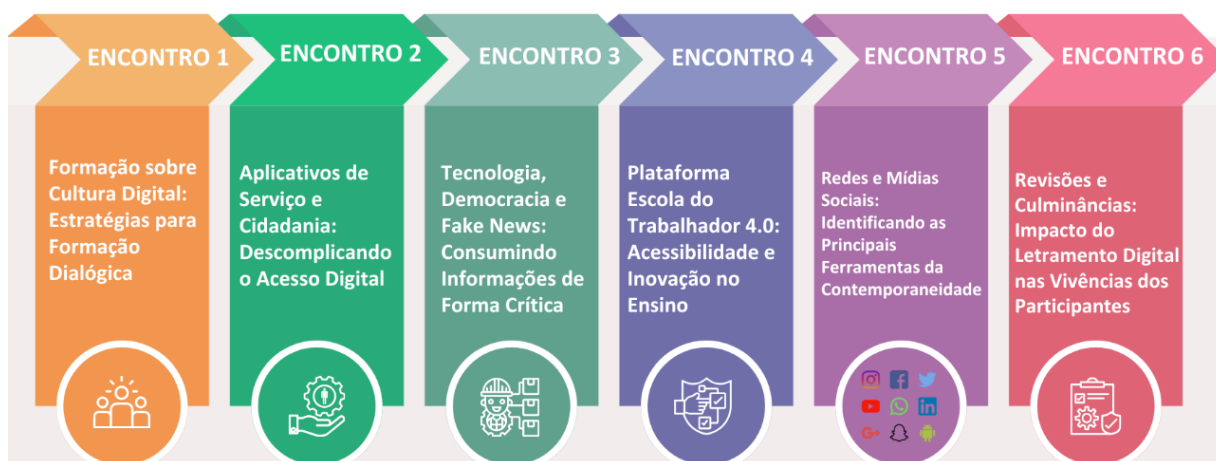 ENCONTRO 1
ENCONTRO 2
ENCONTRO 3
ENCONTRO 4
ENCONTRO 5
ENCONTRO 6
Formação sobre
Cultura Digital:
Estratégias para
Formação
Dialógica
Aplicativos de
Serviço e
Cidadania:
Descomplicando
o Acesso Digital
Tecnologia,
Democracia e
Fake News:
Consumindo
Informações de
Forma Crítica
Plataforma
Escola do
Trabalhador 4.0:
Acessibilidade e
Inovação no
Ensino
Redes e Mídias
Sociais:
Identificando as
Principais
Ferramentas da
Contemporaneidade
Revisões e
Culminâncias:
Impacto do
Letramento Digital
nas Vivências dos
Participantes